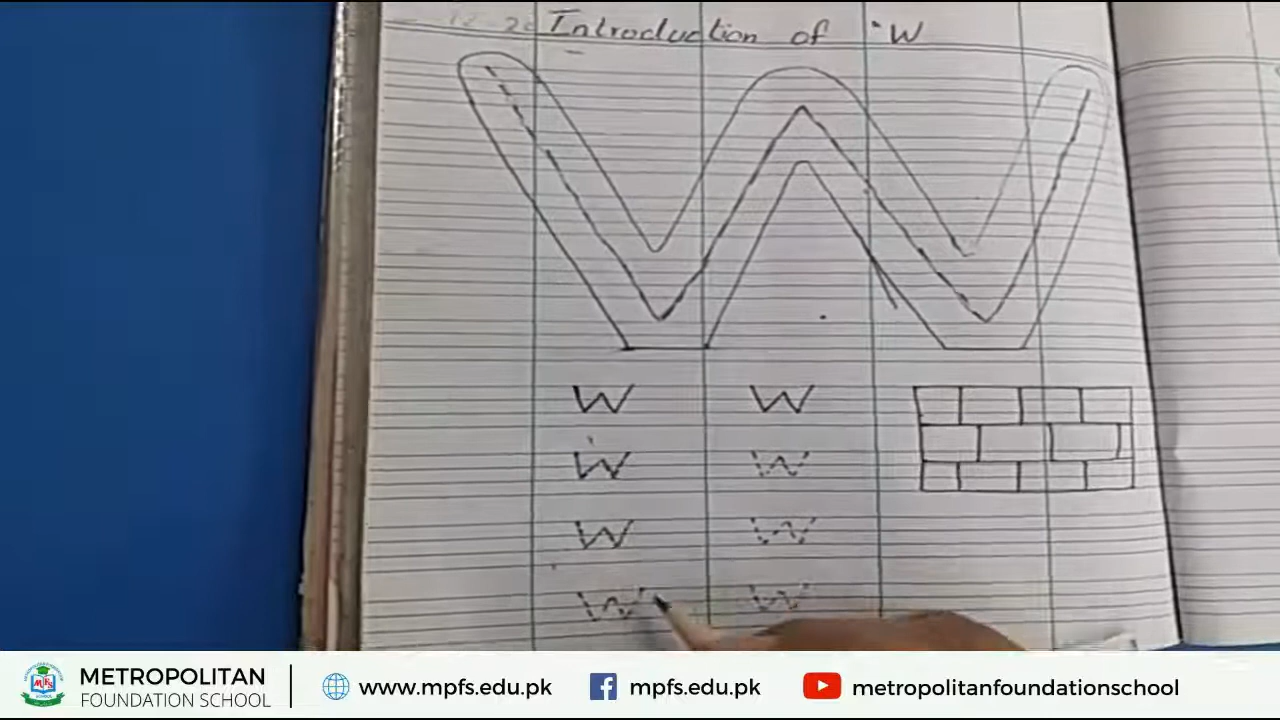 Introduction of W
W W
W W
W W
W W
METROPOLITAN
FOUNDATION SCHOOL
www.mpfs.edu.pk
mpfs.edu.pk
metropolitanfoundationschool